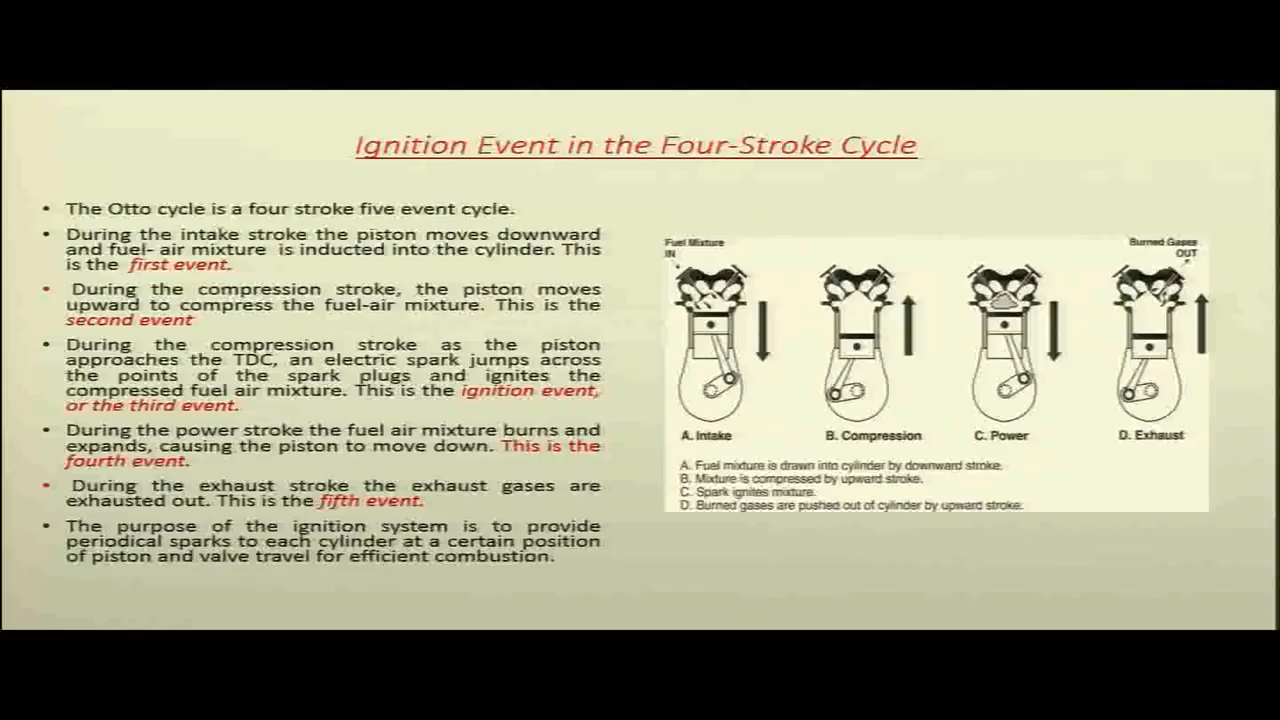 Ignition Event in the Four-Stroke Cycle
• The Otto cycle is a four stroke five event cycle.
• During the intake stroke the piston moves downward
and fuel- air mixture is inducted into the cylinder. This
is the first event.
• During the compression stroke, the piston moves
upward to compress the fuel-air mixture. This is the
second event
• During the compression stroke as the piston
approaches the TDC, an electric spark jumps across
the points of the spark plugs and ignites the
compressed fuel air mixture. This is the ignition event,
or the third event.
• During the power stroke the fuel air mixture burns and
expands, causing the piston to move down. This is the
fourth event.
• During the exhaust stroke the exhaust gases are
exhausted out. This is the fifth event.
• The purpose of the ignition system is to provide
periodical sparks to each cylinder at a certain position
of piston and valve travel for efficient combustion.
Fuel Mixture
IN
Burned Gases
OUT
A. Intake
B. Compression
C. Power
D. Exhaust
A. Fuel mixture is drawn into cylinder by downward stroke.
B. Mixture is compressed by upward stroke.
C. Spark ignites mixture.
D. Burned gases are pushed out of cylinder by upward stroke.